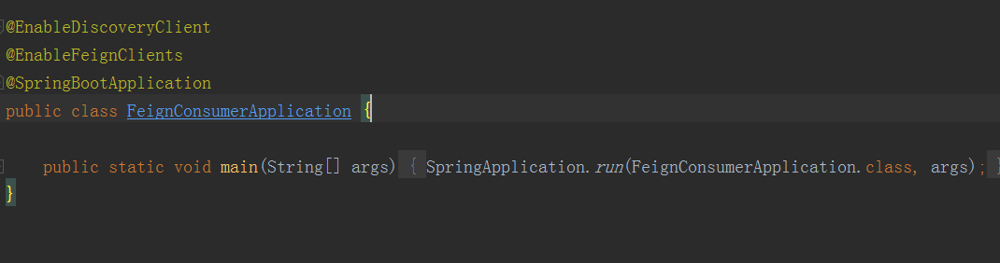 @EnableDiscoveryClient
@EnableFeignClients
@SpringBootApplication
public class FeignConsumerApplication {
public static void main(String[] args) { SpringApplication.run(FeignConsumerApplication.class, args); }
}